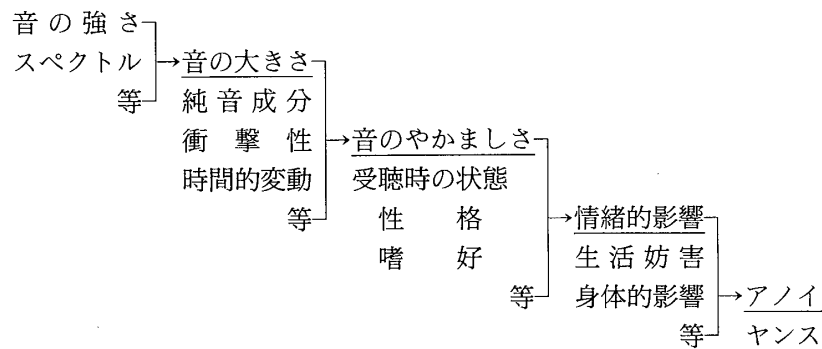 音の強さ
スペクトル
等
音の大きさ
純音成分
衝撃性
時間的変動
等
音のやかましさ
受聴時の状態
性格
嗜好
等
情緒的影響
生活妨害
身体的影響
等
アノイ
ヤンス